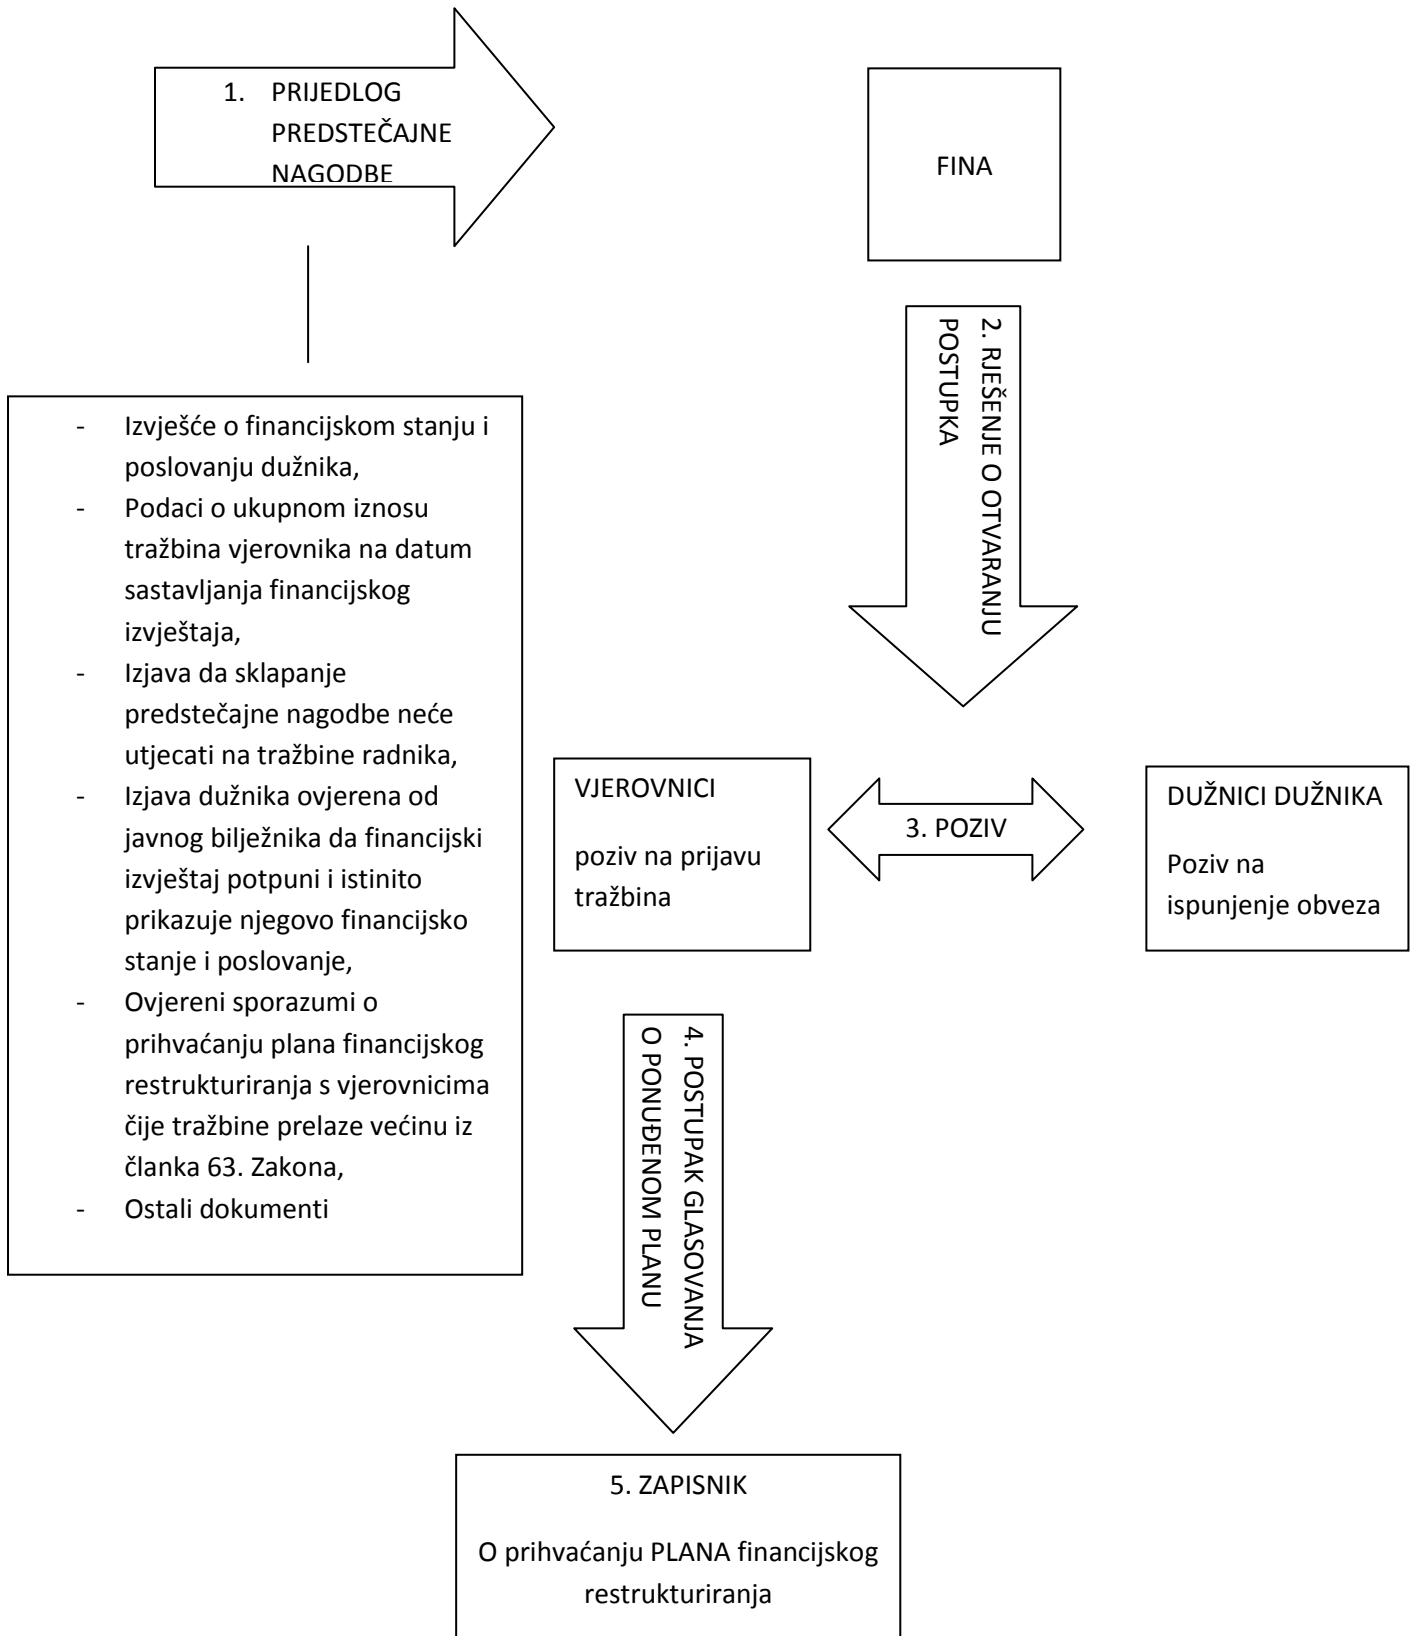 1. PRIJEDLOG
PREDSTEČAJNE
NAGODBE
FINA
2. RJEŠENJE O OTVARANJU
POSTUPKA
- Izvješće o financijskom stanju i
poslovanju dužnika,
- Podaci o ukupnom iznosu
tražbina vjerovnika na datum
sastavljanja financijskog
izvještaja,
- Izjava da sklapanje
predstečajne nagodbe neće
utjecati na tražbine radnika,
- Izjava dužnika ovjerena od
javnog bilježnika da financijski
izvještaj potpuni i istinito
prikazuje njegovo financijsko
stanje i poslovanje,
- Ovjereni sporazumi o
prihvaćanju plana financijskog
restrukturiranja s vjerovnicima
čije tražbine prelaze većinu iz
članka 63. Zakona,
- Ostali dokumenti
VJEROVNICI
poziv na prijavu
tražbina
3. POZIV
DUŽNICI DUŽNIKA
Poziv na
ispunjenje obveza
4. POSTUPAK GLASOVANJA
O PONUĐENOM PLANU
5. ZAPISNIK
O prihvaćanju PLANA financijskog
restrukturiranja